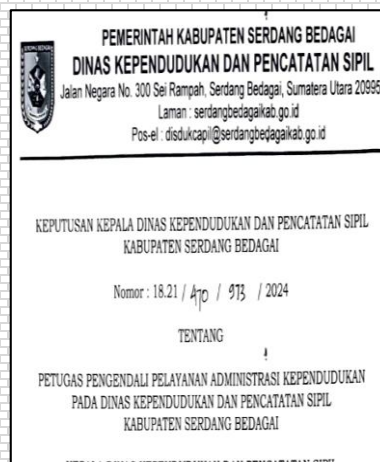 PEMERINTAH KABUPATEN SERDANG BEDAGAI
DINAS KEPENDUDUKAN DAN PENCATATAN SIPIL
Jalan Negara No. 300 Sei Rampah, Serdang Bedagai, Sumatera Utara 20995
Laman : serdangbedagaikab.go.id
Pos-el : disdukcapil@serdangbedagaikab.go.id
KEPUTUSAN KEPALA DINAS KEPENDUDUKAN DAN PENCATATAN SIPIL
KABUPATEN SERDANG BEDAGAI
Nomor : 18.21 / 470 / 973 / 2024
TENTANG
PETUGAS PENGENDALI PELAYANAN ADMINISTRASI KEPENDUDUKAN
PADA DINAS KEPENDUDUKAN DAN PENCATATAN SIPIL
KABUPATEN SERDANG BEDAGAI